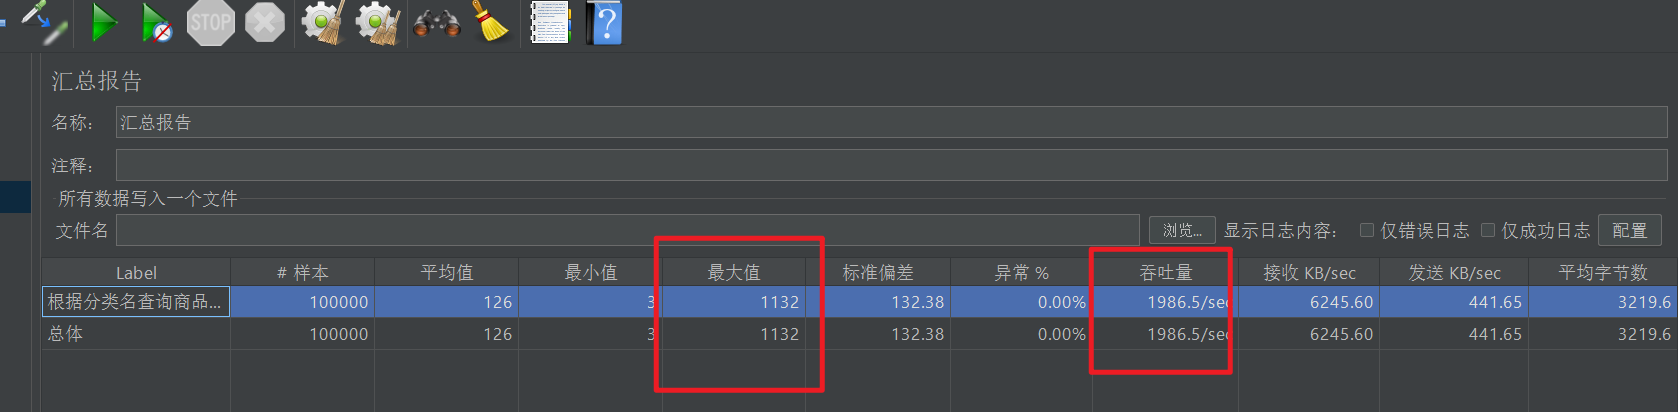 STOP
?
汇总报告
名称： 汇总报告
注释：
所有数据写入一个文件
文件名 浏览... 显示日志内容： 仅错误日志 仅成功日志 配置
Label # 样本 平均值 最小值 最大值 标准偏差 异常 % 吞吐量 接收 KB/sec 发送 KB/sec 平均字节数
根据分类名查询商品... 100000 126 3 1132 132.38 0.00% 1986.5/sec 6245.60 441.65 3219.6
总体 100000 126 3 1132 132.38 0.00% 1986.5/sec 6245.60 441.65 3219.6